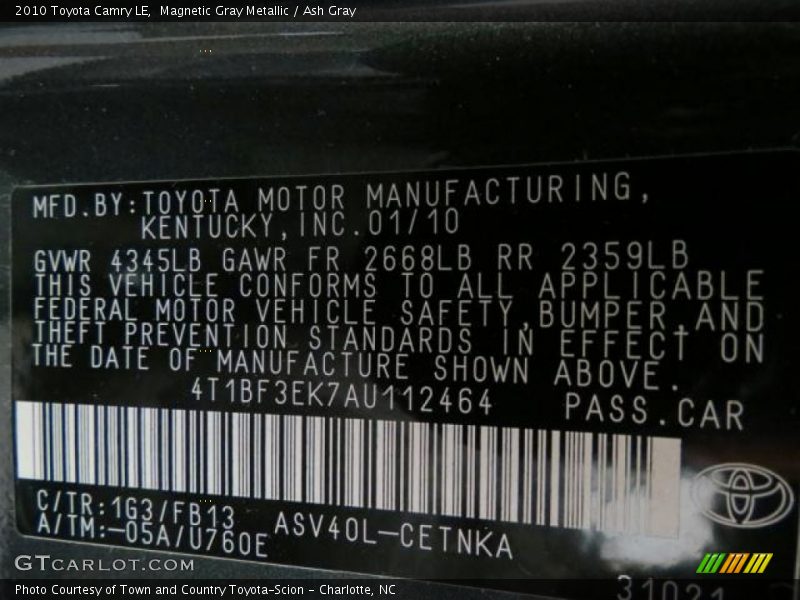 2010 Toyota Camry LE,  Magnetic Gray Metallic / Ash Gray
MFD.BY:TOYOTA MOTOR MANUFACTURING,
KENTUCKY,INC.01/10
GVWR 4345LB GAWR FR 2668LB RR 2359LB
THIS VEHICLE CONFORMS TO ALL APPLICABLE
FEDERAL MOTOR VEHICLE SAFETY,BUMPER,AND
THEFT PREVENTION STANDARDS IN EFFECT ON
THE DATE OF MANUFACTURE SHOWN ABOVE.
4T1BF3EK7AU112464 PASS.CAR
C/TR:1G3/FB13
A/TM:-05A/U760E
ASV40L-CETNKA
GTCARLOT.COM
Photo Courtesy of Town and Country Toyota-Scion - Charlotte, NC